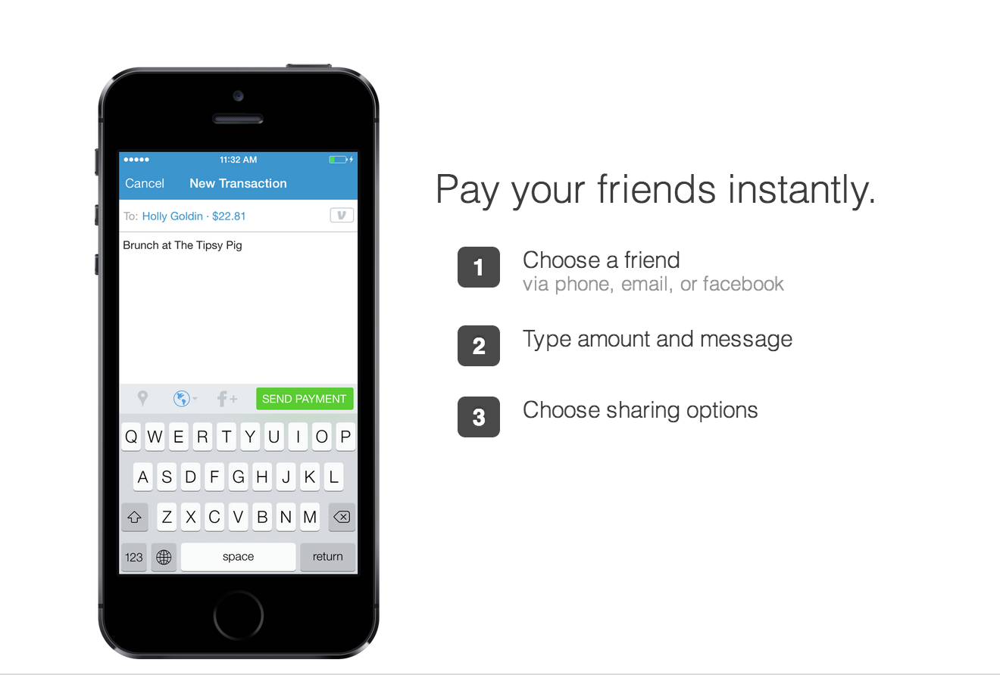 11:32 AM
Cancel New Transaction
To: Holly Goldin · $22.81
Brunch at The Tipsy Pig
f+ SEND PAYMENT
Q W E R T Y U I O P
A S D F G H J K L
Z X C V B N M
123 space return
Pay your friends instantly.
1 Choose a friend
via phone, email, or facebook
2 Type amount and message
3 Choose sharing options